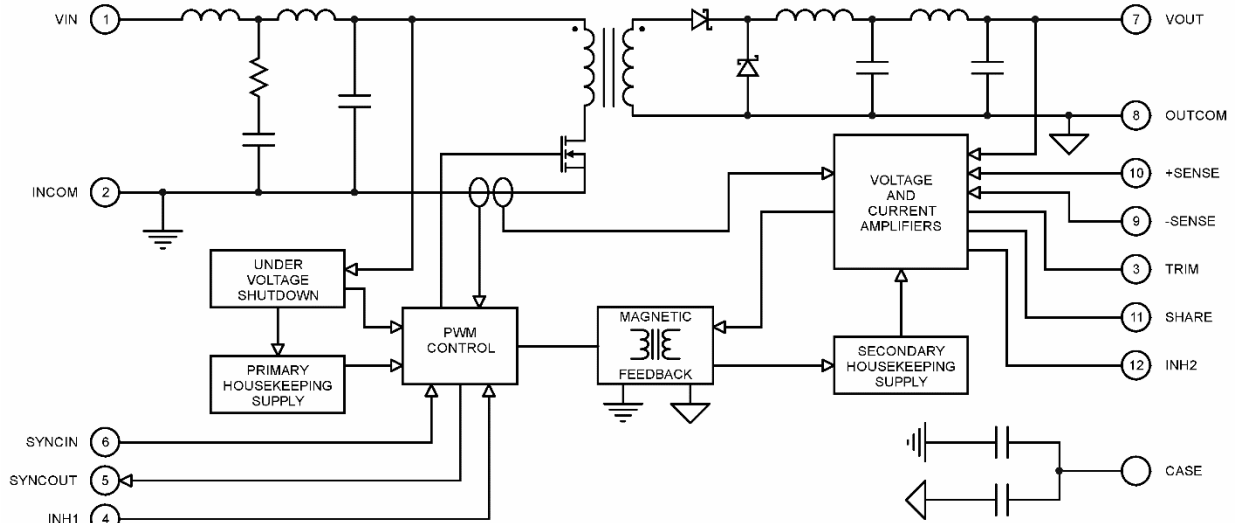 VIN 1
7 VOUT
8 OUTCOM
INCOM 2
VOLTAGE
AND
CURRENT
AMPLIFIERS
10 +SENSE
9 -SENSE
3 TRIM
11 SHARE
12 INH2
UNDER
VOLTAGE
SHUTDOWN
PWM
CONTROL
MAGNETIC
FEEDBACK
PRIMARY
HOUSEKEEPING
SUPPLY
SECONDARY
HOUSEKEEPING
SUPPLY
SYNCIN 6
SYNCOUT 5
INH1 4
CASE